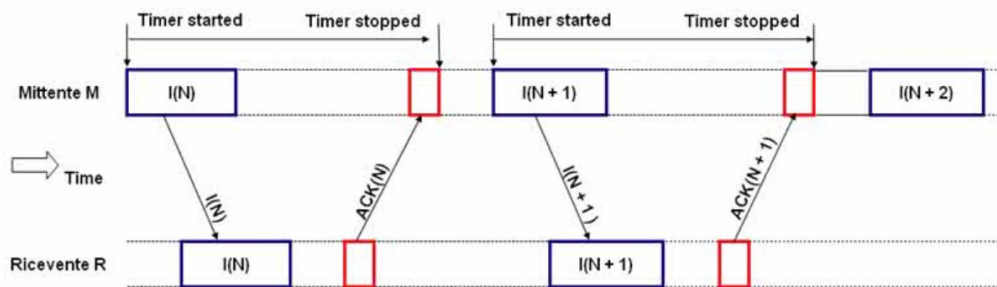 Timer started Timer stopped Timer started Timer stopped
Mittente M I(N) I(N + 1) I(N + 2)
Time
I(N) ACK(N) I(N + 1 ) ACK(N + 1)
Ricevente R I(N) I(N + 1)